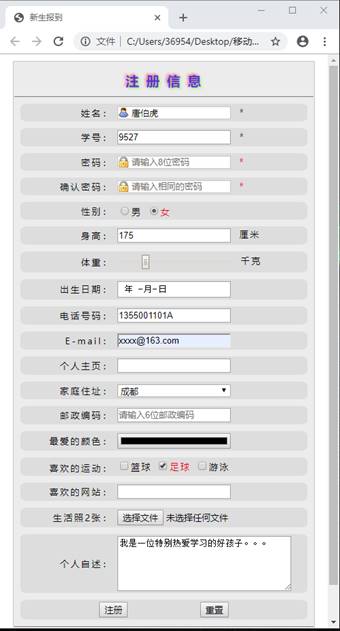 新生报到
文件 | C:/Users/36954/Desktop/移动...
注册信息
姓名： 唐伯虎 *
学号： 9527 *
密码： 请输入8位密码 *
确认密码： 请输入相同的密码 *
性别： 男 女
身高： 175 厘米
体重： 千克
出生日期： 年 -月-日
电话号码： 1355001101A
E-mail： xxxx@163.com
个人主页：
家庭住址： 成都
邮政编码： 请输入6位邮政编码
最爱的颜色：
喜欢的运动： 篮球 足球 游泳
喜欢的网站：
生活照2张： 选择文件 未选择任何文件
我是一位特别热爱学习的好孩子。。。
个人自述：
注册 重置